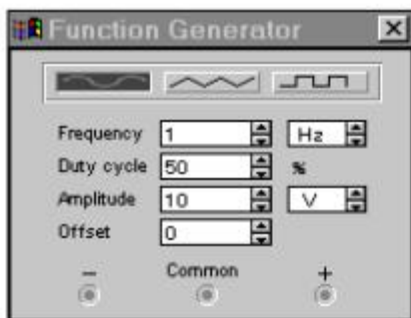 Function Generator
Frequency 1 Hz
Duty cycle 50 %
Amplitude 10 V
Offset 0
− Common +